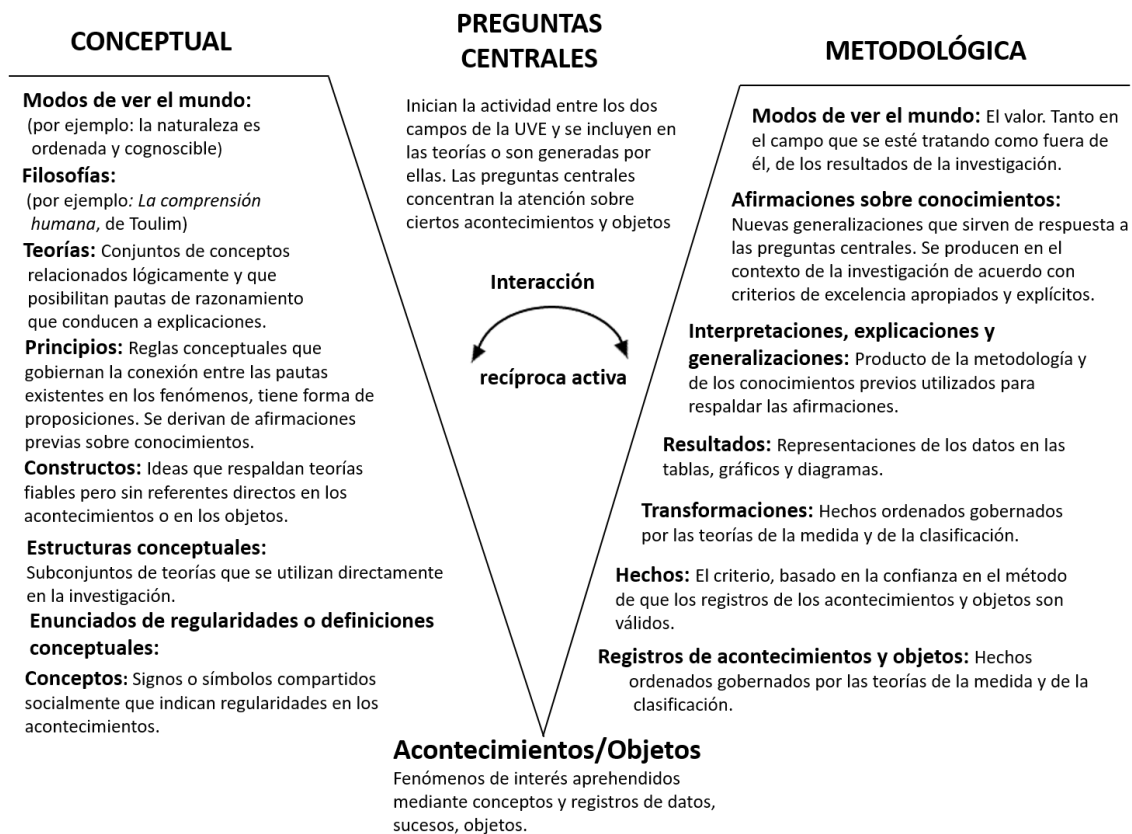 CONCEPTUAL
Modos de ver el mundo:
(por ejemplo: la naturaleza es
ordenada y cognoscible)
Filosofías:
(por ejemplo: La comprensión
humana, de Toulim)
Teorías: Conjuntos de conceptos
relacionados lógicamente y que
posibilitan pautas de razonamiento
que conducen a explicaciones.
Principios: Reglas conceptuales que
gobiernan la conexión entre las pautas
existentes en los fenómenos, tiene forma de
proposiciones. Se derivan de afirmaciones
previas sobre conocimientos.
Constructos: Ideas que respaldan teorías
fiables pero sin referentes directos en los
acontecimientos o en los objetos.
Estructuras conceptuales:
Subconjuntos de teorías que se utilizan directamente
en la investigación.
Enunciados de regularidades o definiciones
conceptuales:
Conceptos: Signos o símbolos compartidos
socialmente que indican regularidades en los
acontecimientos.
PREGUNTAS
CENTRALES
Inician la actividad entre los dos
campos de la UVE y se incluyen en
las teorías o son generadas por
ellas. Las preguntas centrales
concentran la atención sobre
ciertos acontecimientos y objetos
Interacción
recíproca activa
METODOLÓGICA
Modos de ver el mundo: El valor. Tanto en
el campo que se esté tratando como fuera de
él, de los resultados de la investigación.
Afirmaciones sobre conocimientos:
Nuevas generalizaciones que sirven de respuesta a
las preguntas centrales. Se producen en el
contexto de la investigación de acuerdo con
criterios de excelencia apropiados y explícitos.
Interpretaciones, explicaciones y
generalizaciones: Producto de la metodología y
de los conocimientos previos utilizados para
respaldar las afirmaciones.
Resultados: Representaciones de los datos en las
tablas, gráficos y diagramas.
Transformaciones: Hechos ordenados gobernados
por las teorías de la medida y de la clasificación.
Hechos: El criterio, basado en la confianza en el método
de que los registros de los acontecimientos y objetos son
válidos.
Registros de acontecimientos y objetos: Hechos
ordenados gobernados por las teorías de la medida y de la
clasificación.
Acontecimientos/Objetos
Fenómenos de interés aprehendidos
mediante conceptos y registros de datos,
sucesos, objetos.